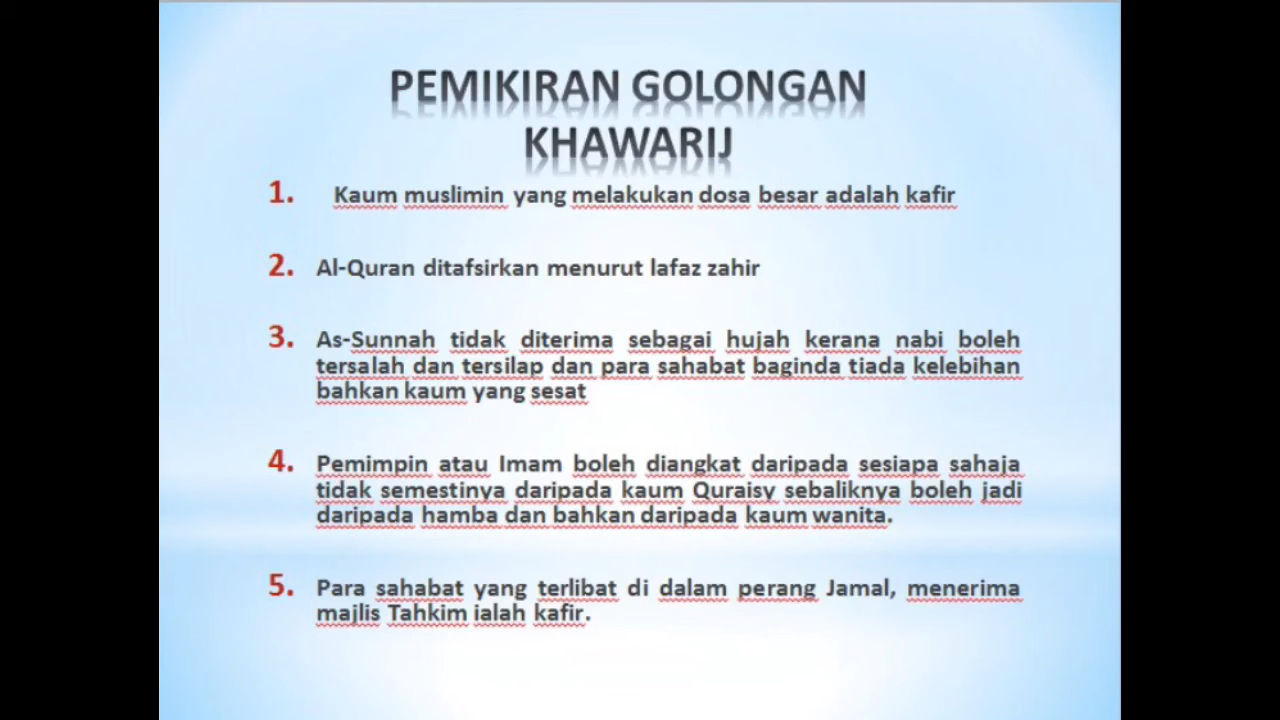 PEMIKIRAN GOLONGAN
KHAWARIJ
1. Kaum muslimin yang melakukan dosa besar adalah kafir
2. Al-Quran ditafsirkan menurut lafaz zahir
3. As-Sunnah tidak diterima sebagai hujah kerana nabi boleh
tersalah dan tersilap dan para sahabat baginda tiada kelebihan
bahkan kaum yang sesat
4. Pemimpin atau Imam boleh diangkat daripada sesiapa sahaja
tidak semestinya daripada kaum Quraisy sebaliknya boleh jadi
daripada hamba dan bahkan daripada kaum wanita.
5. Para sahabat yang terlibat di dalam perang Jamal, menerima
majlis Tahkim ialah kafir.